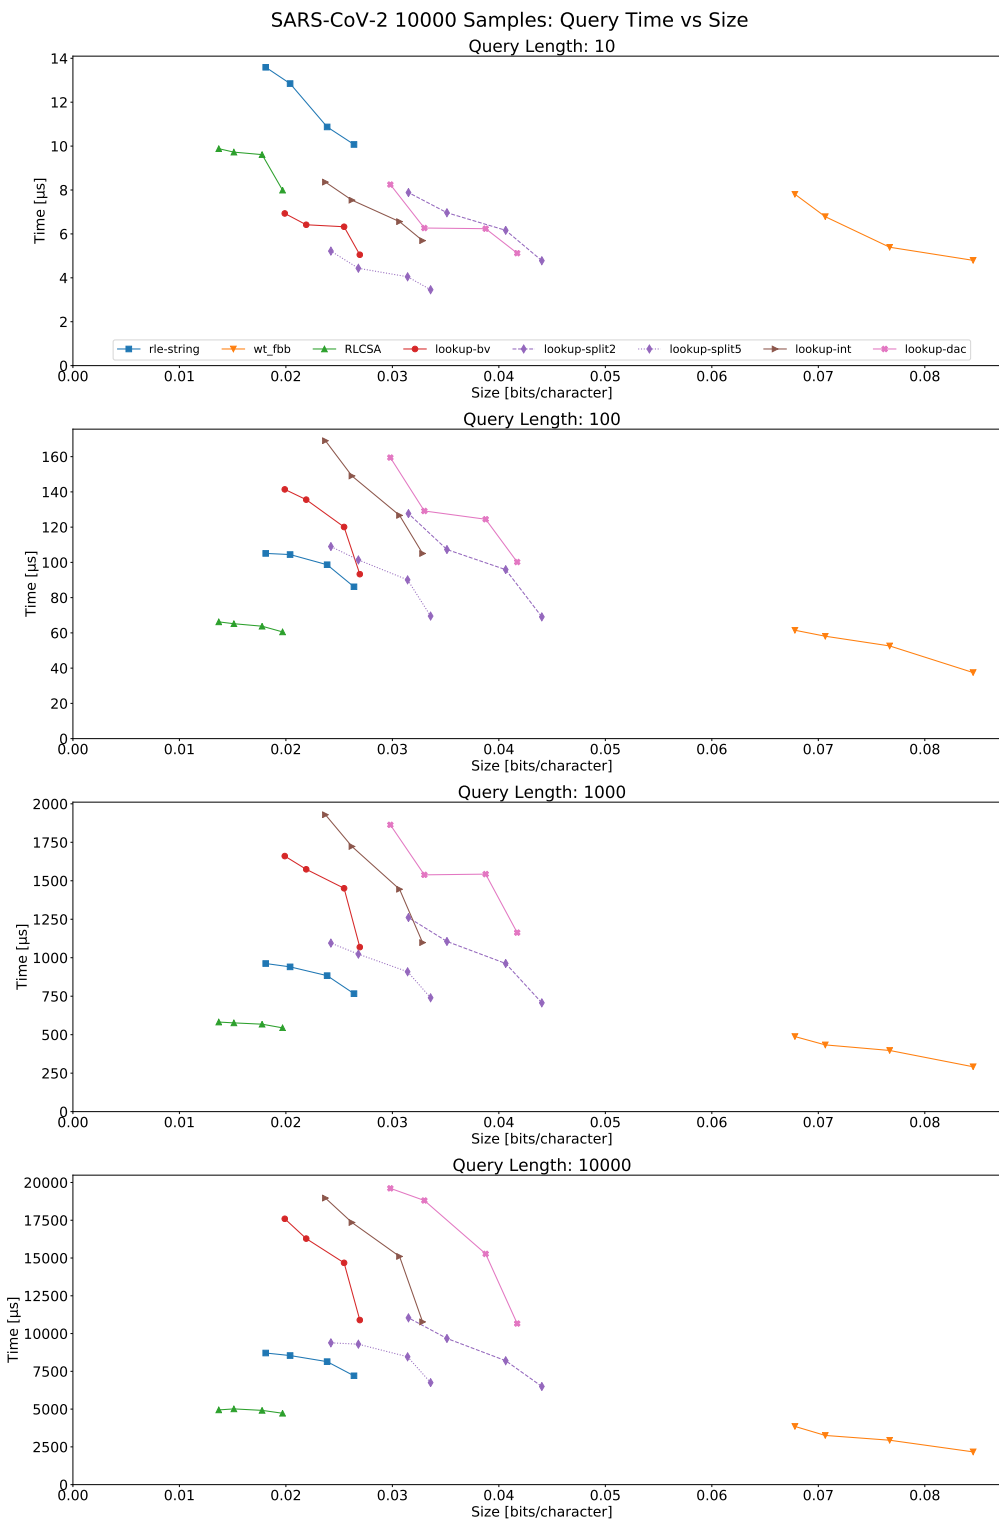 SARS-CoV-2 10000 Samples: Query Time vs Size
Query Length: 10
14
12
10
8
6
4
2
0
Time [µs]
rle-string wt_fbb RLCSA lookup-bv lookup-split2 lookup-split5 lookup-int lookup-dac
0.00 0.01 0.02 0.03 0.04 0.05 0.06 0.07 0.08
Size [bits/character]
Query Length: 100
160
140
120
100
80
60
40
20
0
Time [µs]
0.00 0.01 0.02 0.03 0.04 0.05 0.06 0.07 0.08
Size [bits/character]
Query Length: 1000
2000
1750
1500
1250
1000
750
500
250
0
Time [µs]
0.00 0.01 0.02 0.03 0.04 0.05 0.06 0.07 0.08
Size [bits/character]
Query Length: 10000
20000
17500
15000
12500
10000
7500
5000
2500
0
Time [µs]
0.00 0.01 0.02 0.03 0.04 0.05 0.06 0.07 0.08
Size [bits/character]